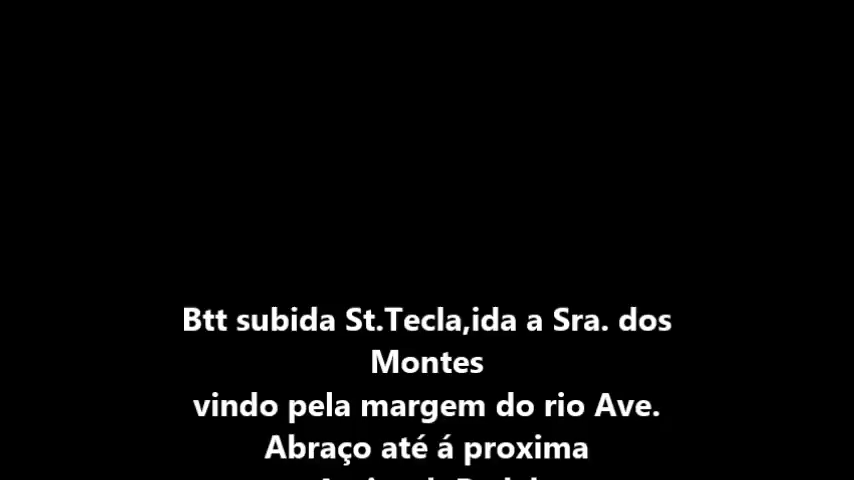 Btt subida St.Tecla,ida a Sra. dos
Montes
vindo pela margem do rio Ave.
Abraço até á proxima